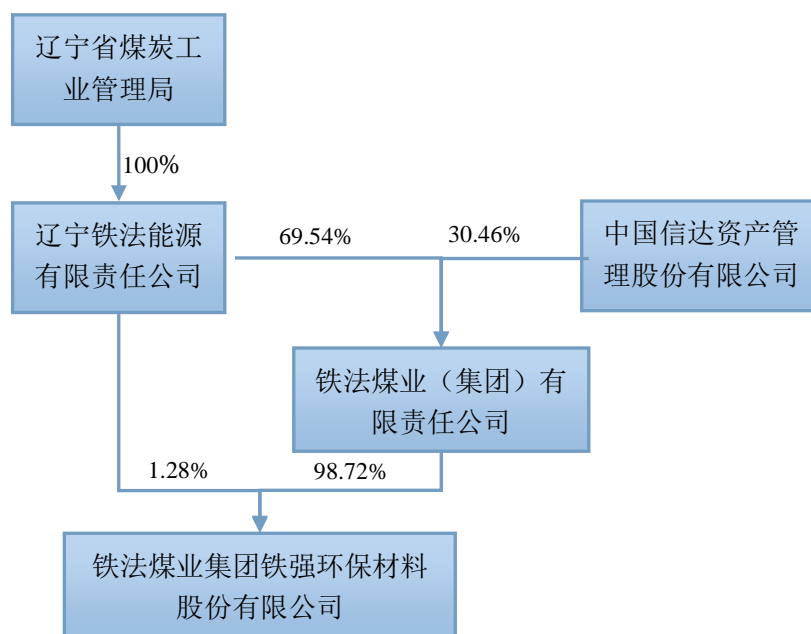 辽宁省煤炭工
业管理局
100%
辽宁铁法能源
有限责任公司
69.54%
30.46%
中国信达资产管
理股份有限公司
铁法煤业（集团）有
限责任公司
1.28%
98.72%
铁法煤业集团铁强环保材料
股份有限公司